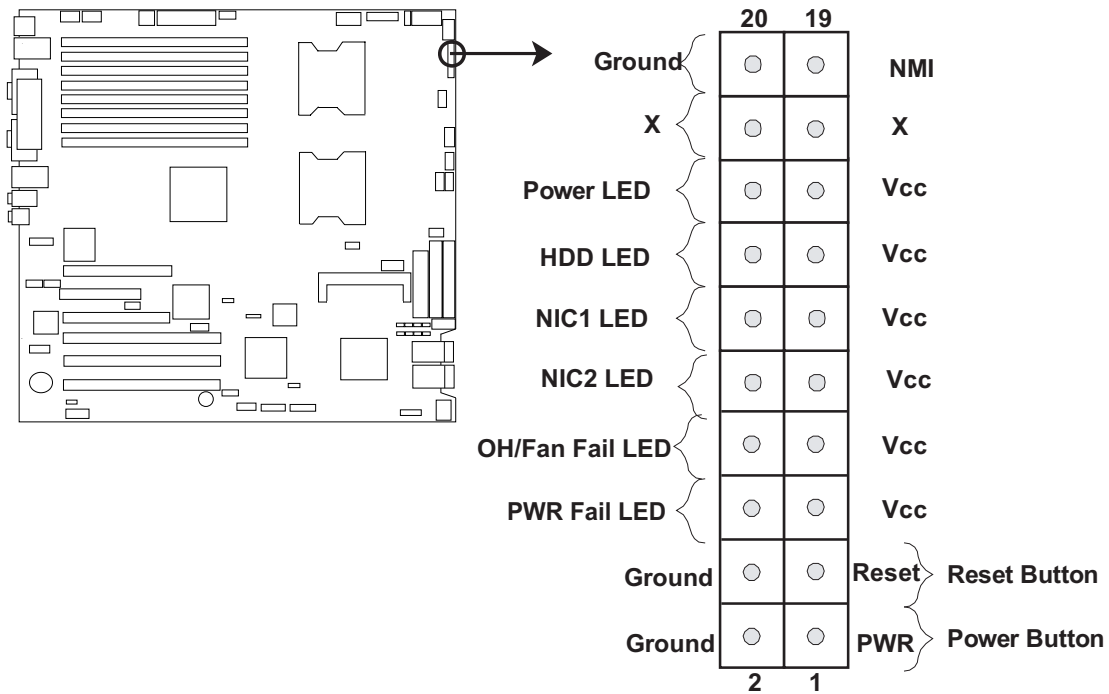 20 19
Ground NMI
X X
Power LED Vcc
HDD LED Vcc
NIC1 LED Vcc
NIC2 LED Vcc
OH/Fan Fail LED Vcc
PWR Fail LED Vcc
Ground Reset Reset Button
Ground PWR Power Button
2 1